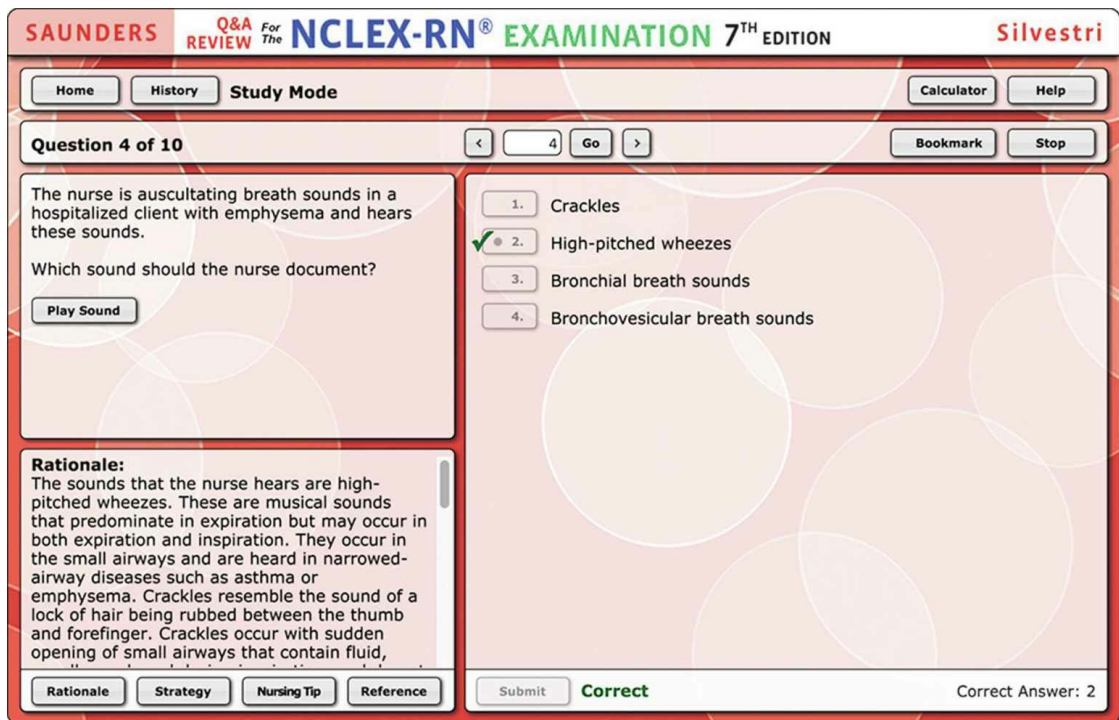 SAUNDERS Q&A REVIEW For The NCLEX-RN® EXAMINATION 7TH EDITION Silvestri
Home History Study Mode Calculator Help
Question 4 of 10 < 4 Go > Bookmark Stop
The nurse is auscultating breath sounds in a
hospitalized client with emphysema and hears
these sounds.
Which sound should the nurse document?
Play Sound
1. Crackles
2. High-pitched wheezes
3. Bronchial breath sounds
4. Bronchovesicular breath sounds
Rationale:
The sounds that the nurse hears are high-
pitched wheezes. These are musical sounds
that predominate in expiration but may occur in
both expiration and inspiration. They occur in
the small airways and are heard in narrowed-
airway diseases such as asthma or
emphysema. Crackles resemble the sound of a
lock of hair being rubbed between the thumb
and forefinger. Crackles occur with sudden
opening of small airways that contain fluid,
Rationale Strategy Nursing Tip Reference
Submit Correct Correct Answer: 2